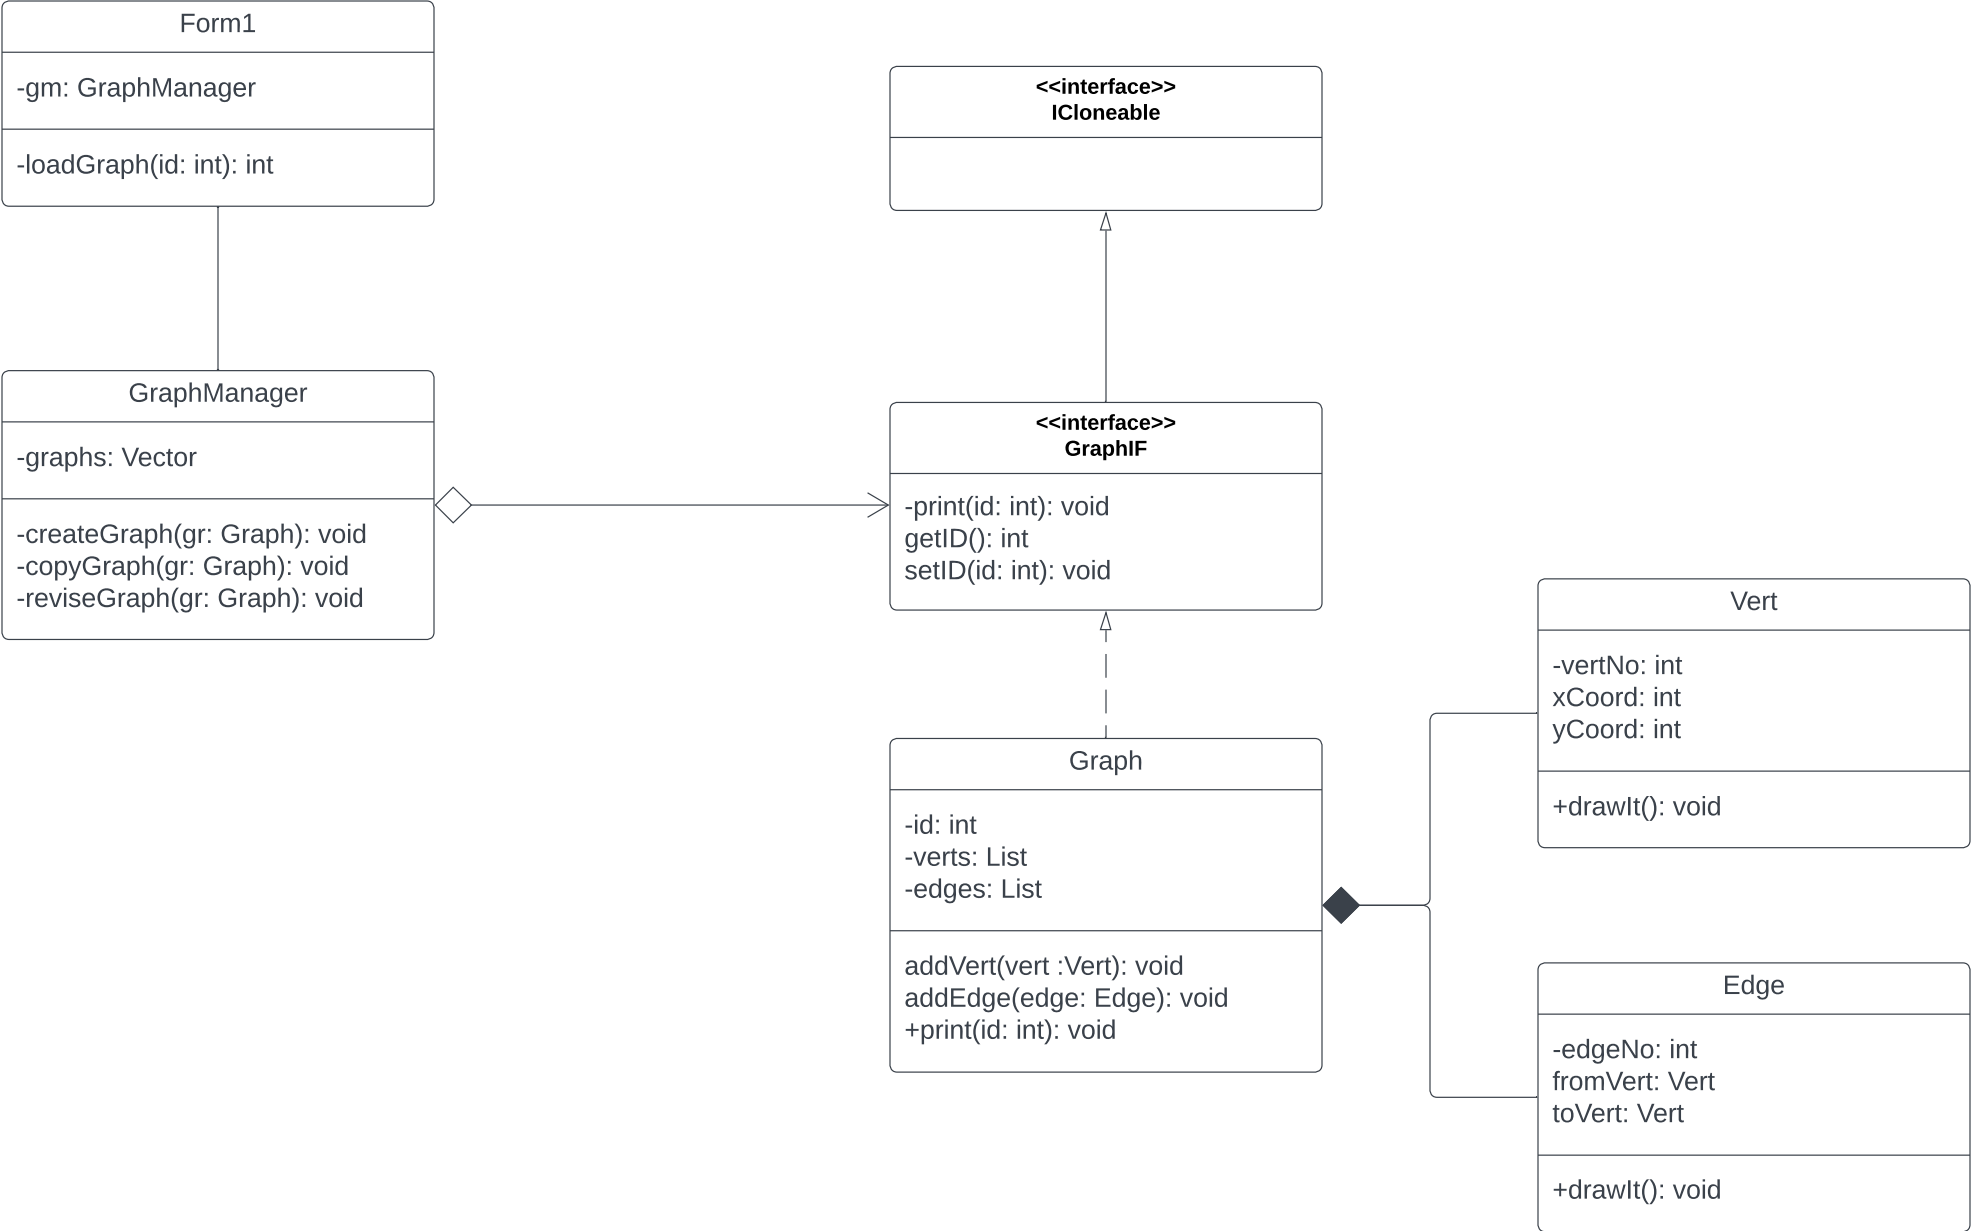 Form1
-gm: GraphManager
-loadGraph(id: int): int
<<interface>>
ICloneable
GraphManager
-graphs: Vector
-createGraph(gr: Graph): void
-copyGraph(gr: Graph): void
-reviseGraph(gr: Graph): void
<<interface>>
GraphIF
-print(id: int): void
getID(): int
setID(id: int): void
Graph
-id: int
-verts: List
-edges: List
addVert(vert :Vert): void
addEdge(edge: Edge): void
+print(id: int): void
Vert
-vertNo: int
xCoord: int
yCoord: int
+drawIt(): void
Edge
-edgeNo: int
fromVert: Vert
toVert: Vert
+drawIt(): void